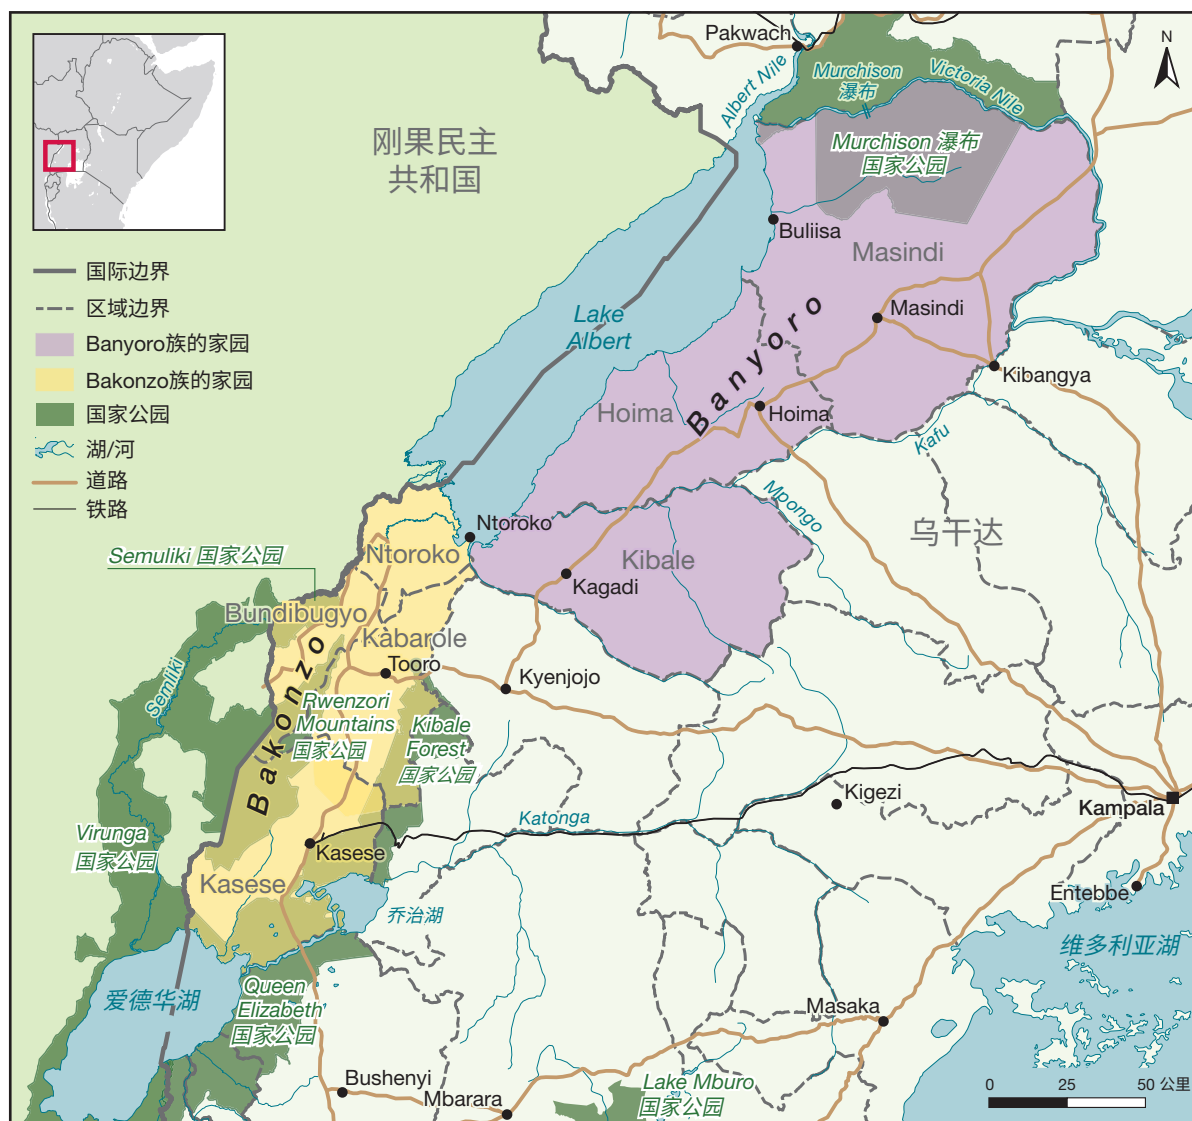 Pakwach
N
Albert Nile
Murchison
瀑布
Victoria Nile
刚果民主
共和国
Murchison 瀑布
国家公园
Buliisa
Masindi
国际边界
区域边界
Banyoro族的家园
Bakonzo族的家园
国家公园
湖/河
道路
铁路
Lake
Albert
Banyoro
Masindi
Kibangya
Hoima
Hoima
Kafu
Mpongo
Ntoroko
乌干达
Semuliki 国家公园
Ntoroko
Kibale
Kagadi
Bundibugyo
Kabarole
Bakonzo
Tooro
Kyenjojo
Semliki
Rwenzori
Mountains
国家公园
Kibale
Forest
国家公园
Kigezi
Kampala
Katonga
Virunga
国家公园
Kasese
Kasese
Entebbe
乔治湖
维多利亚湖
爱德华湖
Queen
Elizabeth
国家公园
Masaka
Bushenyi
Mbarara
Lake Mburo
国家公园
0 25 50 公里